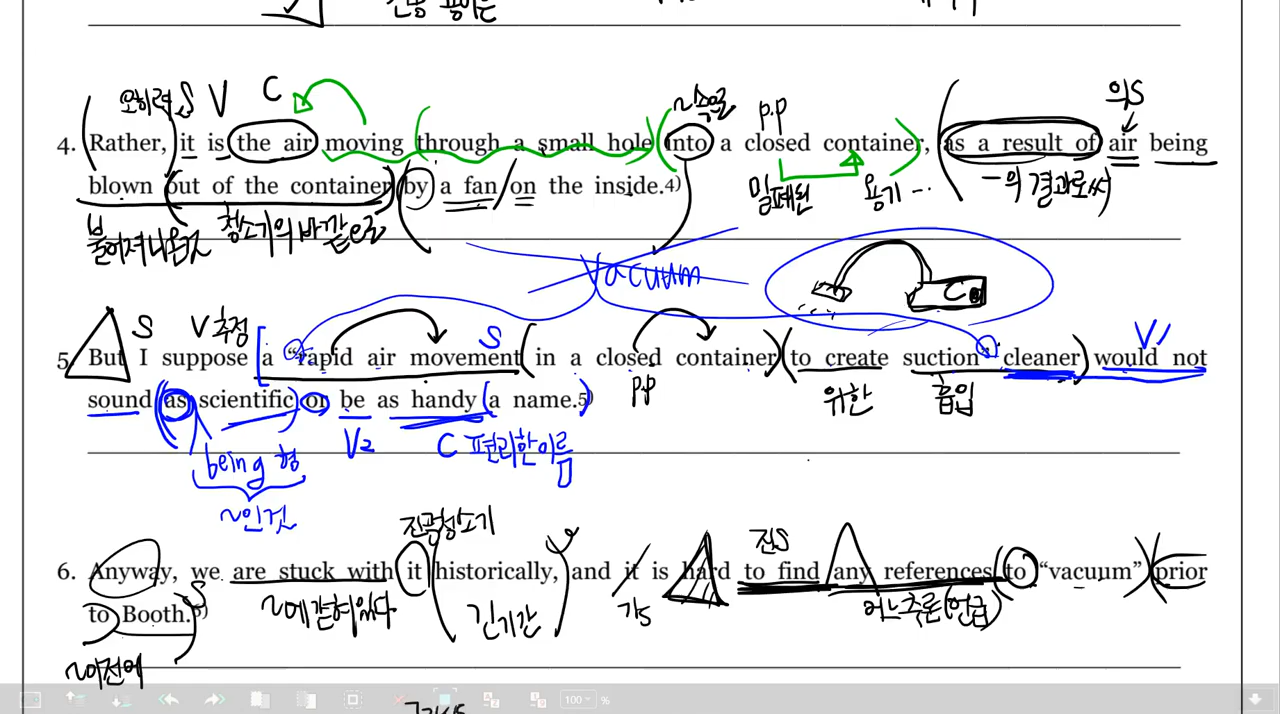 오히려 S V C ~속으로 p.p 의S
4. Rather, it is the air moving through a small hole into a closed container, as a result of air being
blown out of the container by a fan/on the inside.4)
불어져나온것 청소기의 바깥으로 밀폐된 용기 -의 결과로써
Vacuum C
S V 추정 S V1
5. But I suppose a “rapid air movement in a closed container to create suction” cleaner would not
sound as scientific or be as handy a name.5)
p.p 위한 흡입
being 형 V2 C 편리한이름
~인것
진공청소기 진S
6. Anyway, we are stuck with it historically, and it is hard to find any references to “vacuum” prior
to Booth.6)
S ~에갇혀있다 긴기간 가S 어느추론(언급)
~이전에
100 %